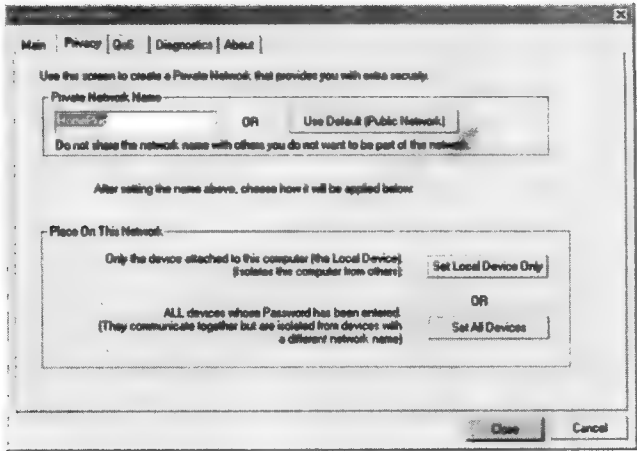 Main Privacy QoS Diagnostics About
Use this screen to create a Private Network that provides you with extra security.
Private Network Name
HomePlug OR Use Default (Public Network)
Do not share the network name with others you do not want to be part of the network.
After setting the name above, choose how it will be applied below:
Place On This Network
Only the device attached to this computer (the Local Device).
(Isolates this computer from others)
Set Local Device Only
OR
ALL devices whose Password has been entered.
(They communicate together but are isolated from devices with
a different network name)
Set All Devices
Close Cancel